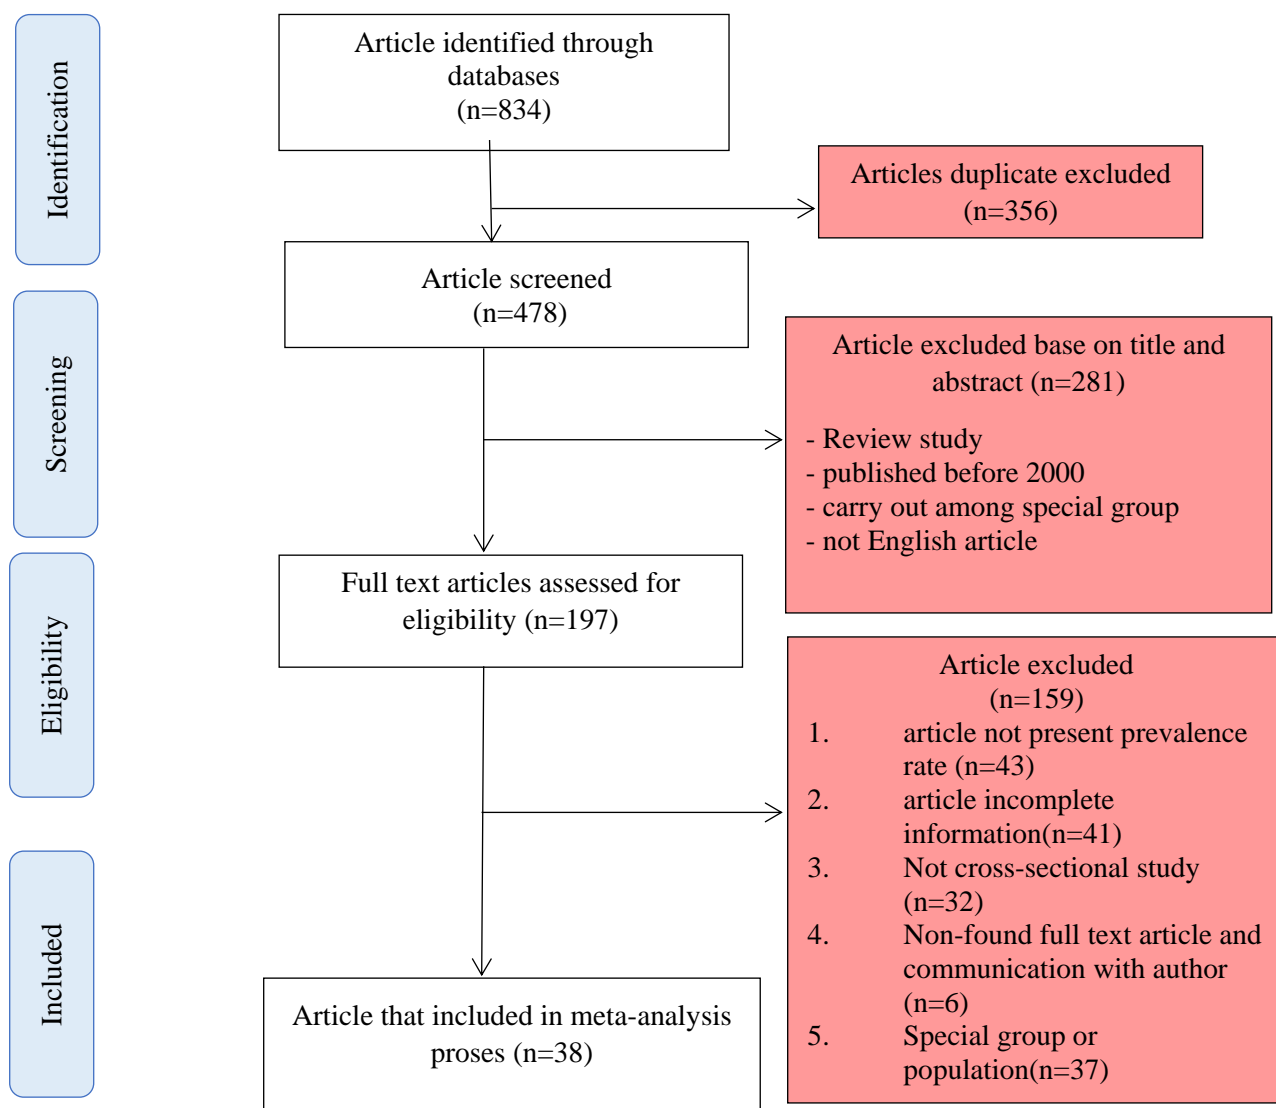 Identification
Article identified through
databases
(n=834)
Articles duplicate excluded
(n=356)
Article screened
(n=478)
Screening
Article excluded base on title and
abstract (n=281)
- Review study
- published before 2000
- carry out among special group
- not English article
Eligibility
Full text articles assessed for
eligibility (n=197)
Article excluded
(n=159)
1. article not present prevalence
rate (n=43)
2. article incomplete
information(n=41)
3. Not cross-sectional study
(n=32)
4. Non-found full text article and
communication with author
(n=6)
5. Special group or
population(n=37)
Included
Article that included in meta-analysis
proses (n=38)